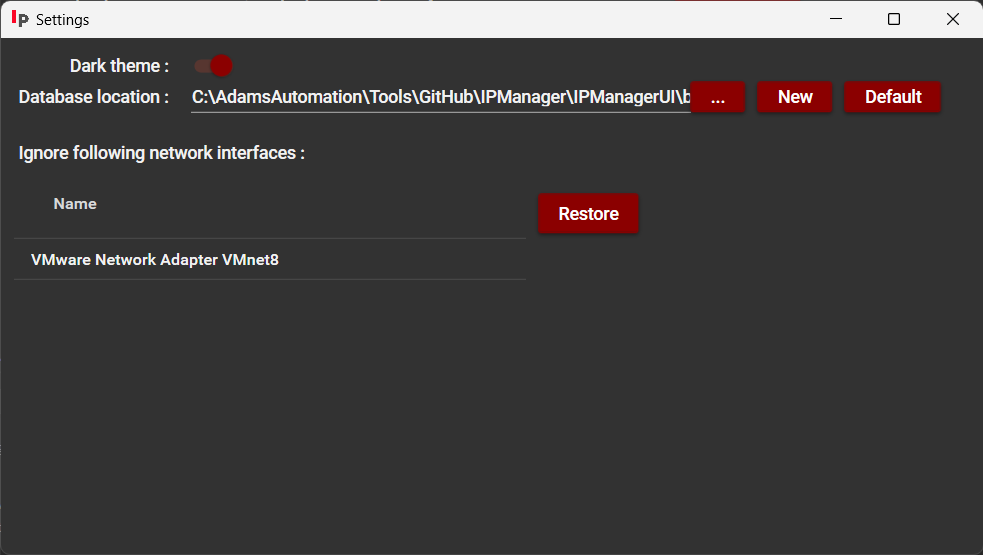 IP Settings
Dark theme :
Database location : C:\AdamsAutomation\Tools\GitHub\IPManager\IPManagerUI\b ... New Default
Ignore following network interfaces :
Name
Restore
VMware Network Adapter VMnet8